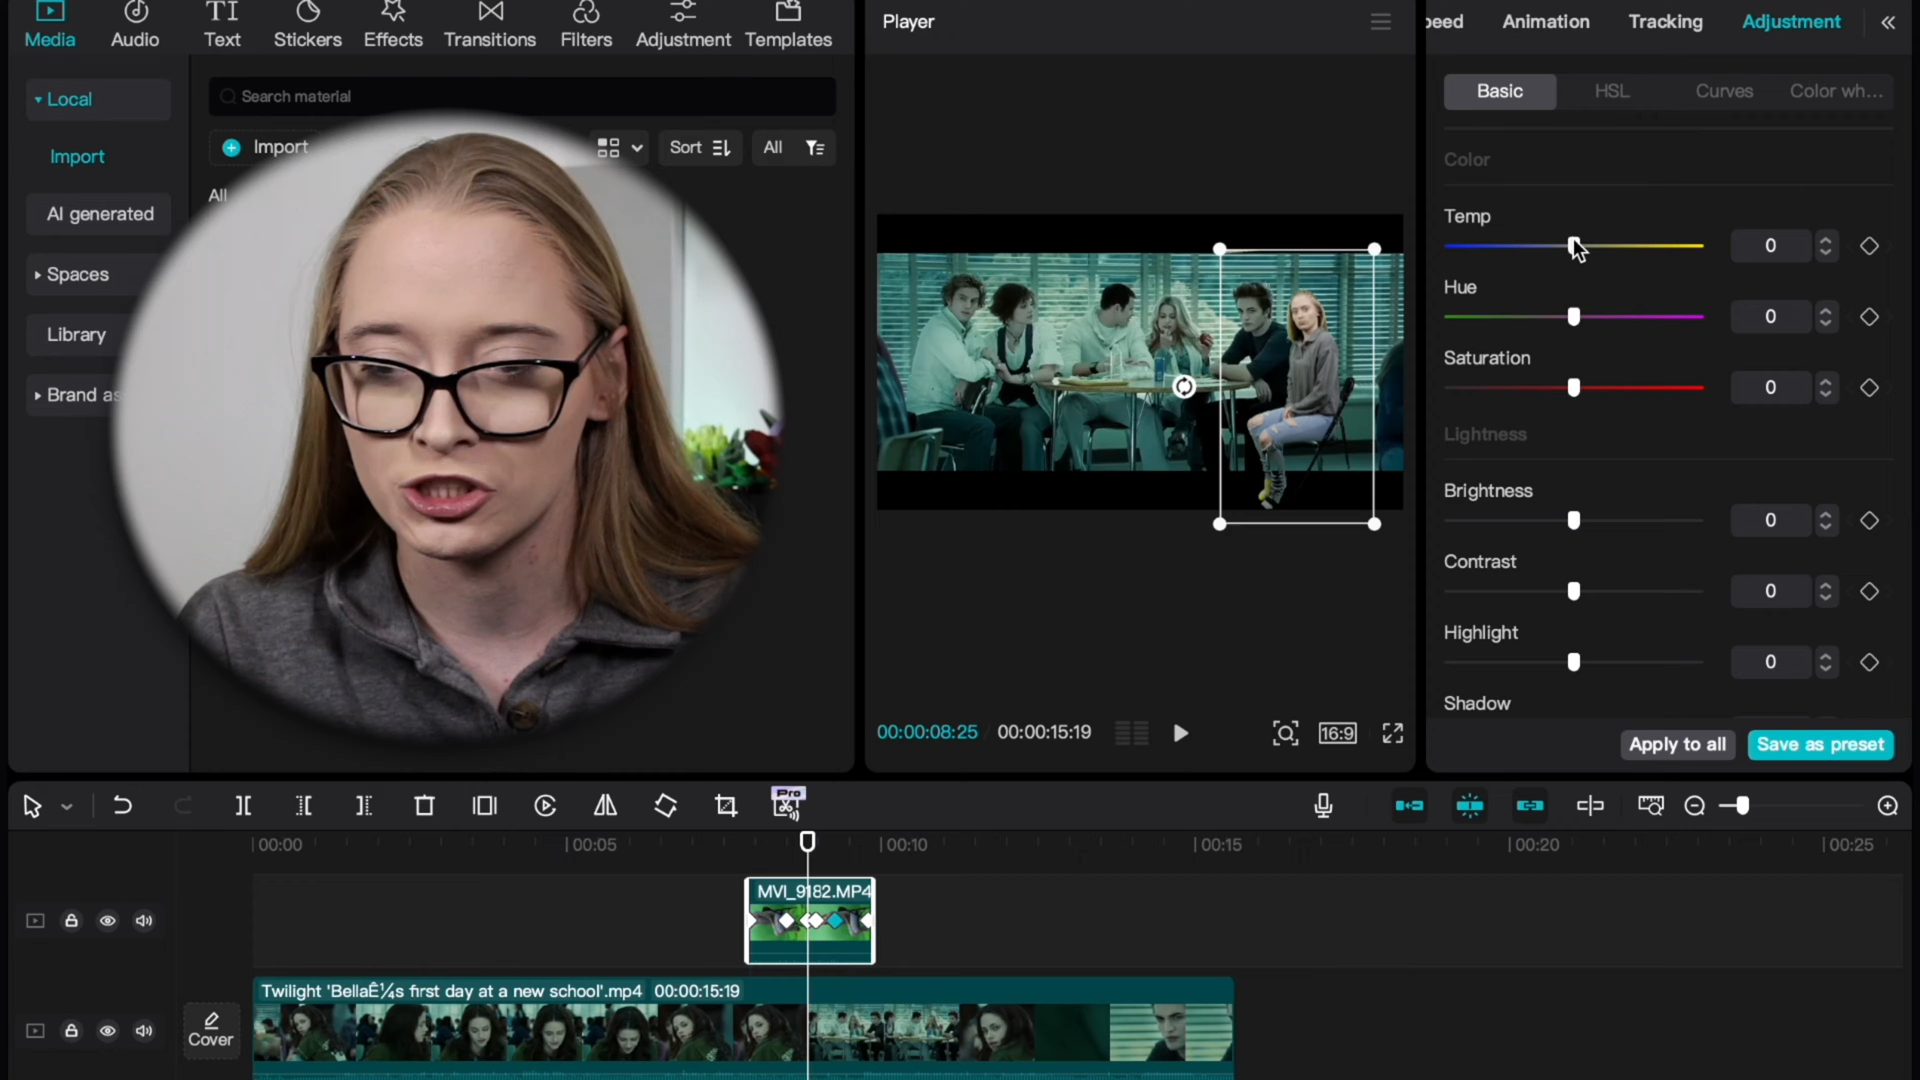 Media
Audio
TI
Text
Stickers
Effects
Transitions
Filters
Adjustment
Templates
Local
Import
AI generated
Spaces
Library
Brand as
Search material
Import
Sort
All
All
Player
00:00:08:25
00:00:15:19
16:9
peed
Animation
Tracking
Adjustment
Basic
HSL
Curves
Color wh...
Color
Temp
0
Hue
0
Saturation
0
Lightness
Brightness
0
Contrast
0
Highlight
0
Shadow
Apply to all
Save as preset
Pro
00:00
00:05
00:10
00:15
00:20
00:25
MVI_9182.MP4
Cover
Twilight 'BellaÊ¼s first day at a new school'.mp4 00:00:15:19